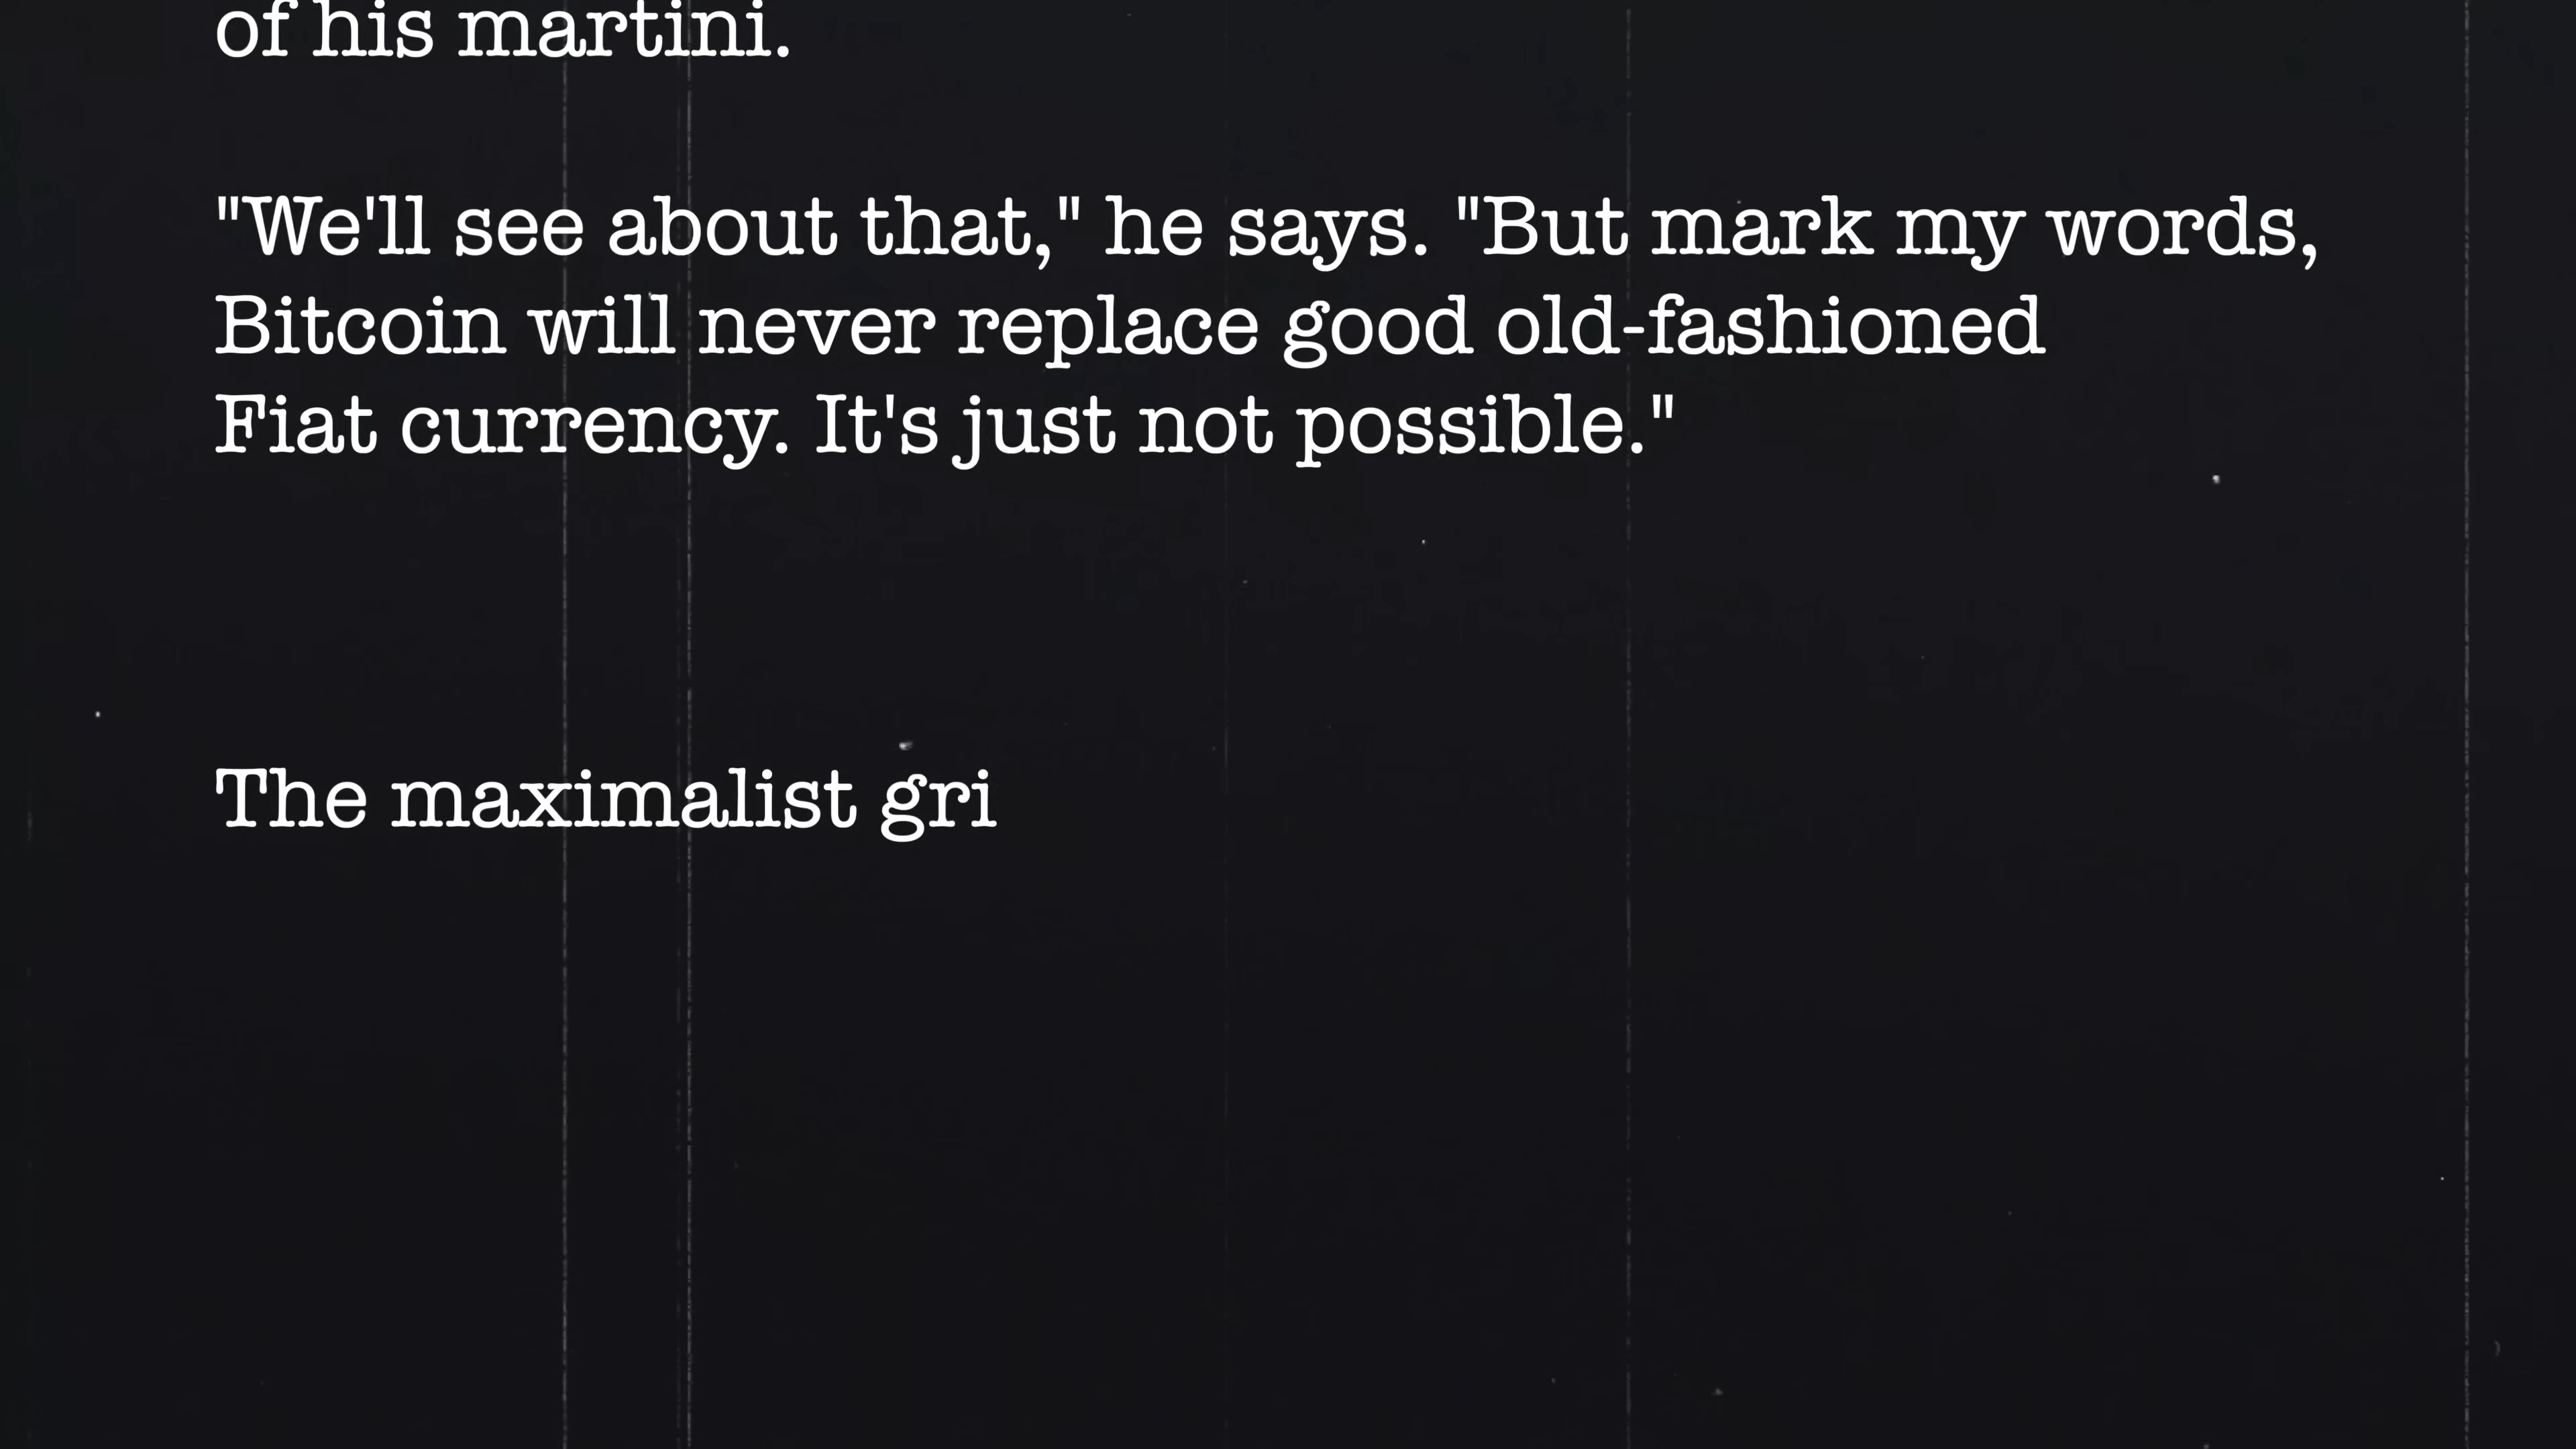 of his martini.
"We'll see about that," he says. "But mark my words,
Bitcoin will never replace good old-fashioned
Fiat currency. It's just not possible."
The maximalist gri